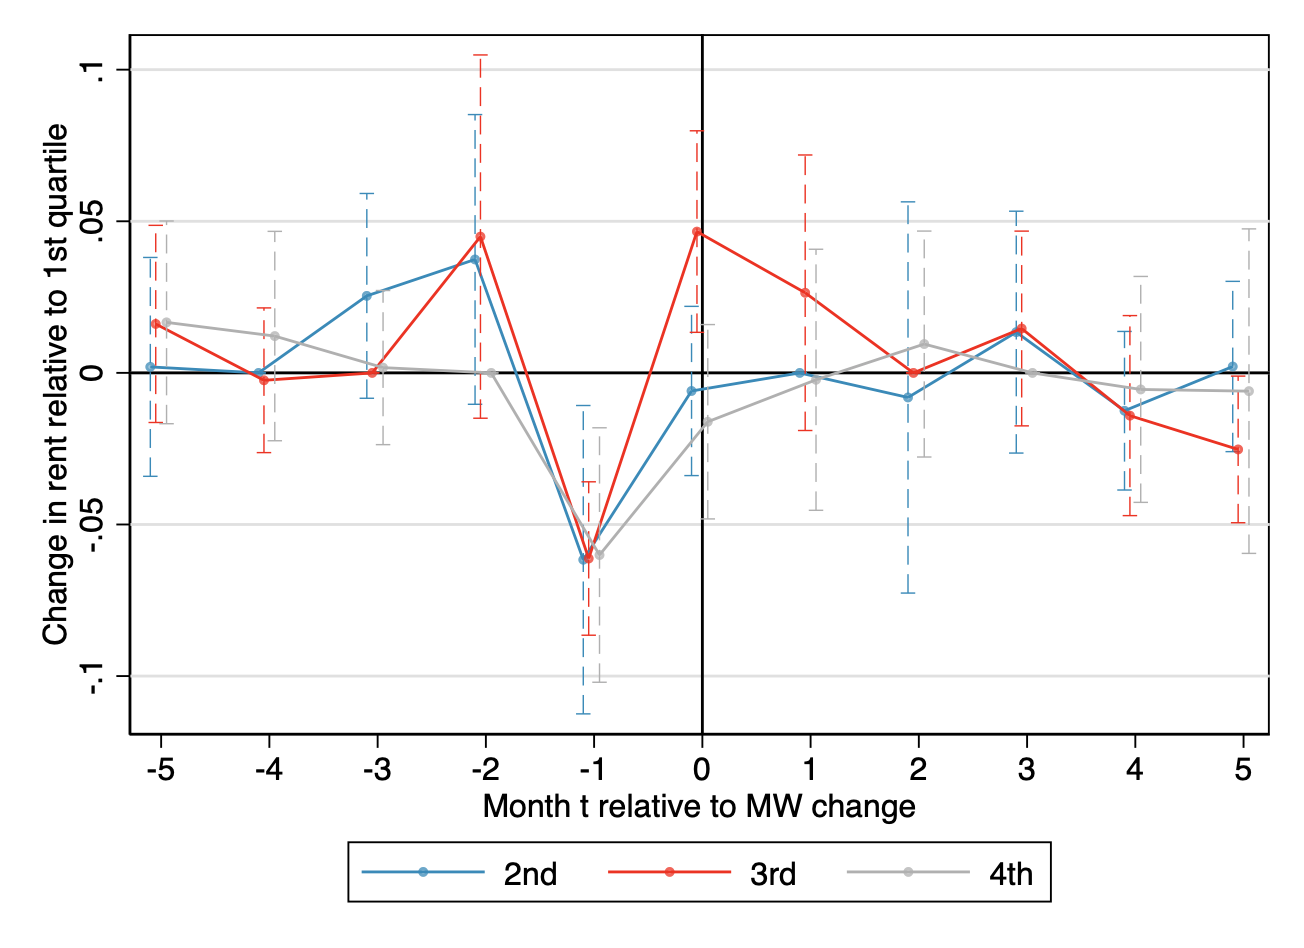 Change in rent relative to 1st quartile
.1
.05
0
-.05
-.1
-5 -4 -3 -2 -1 0 1 2 3 4 5
Month t relative to MW change
2nd 3rd 4th